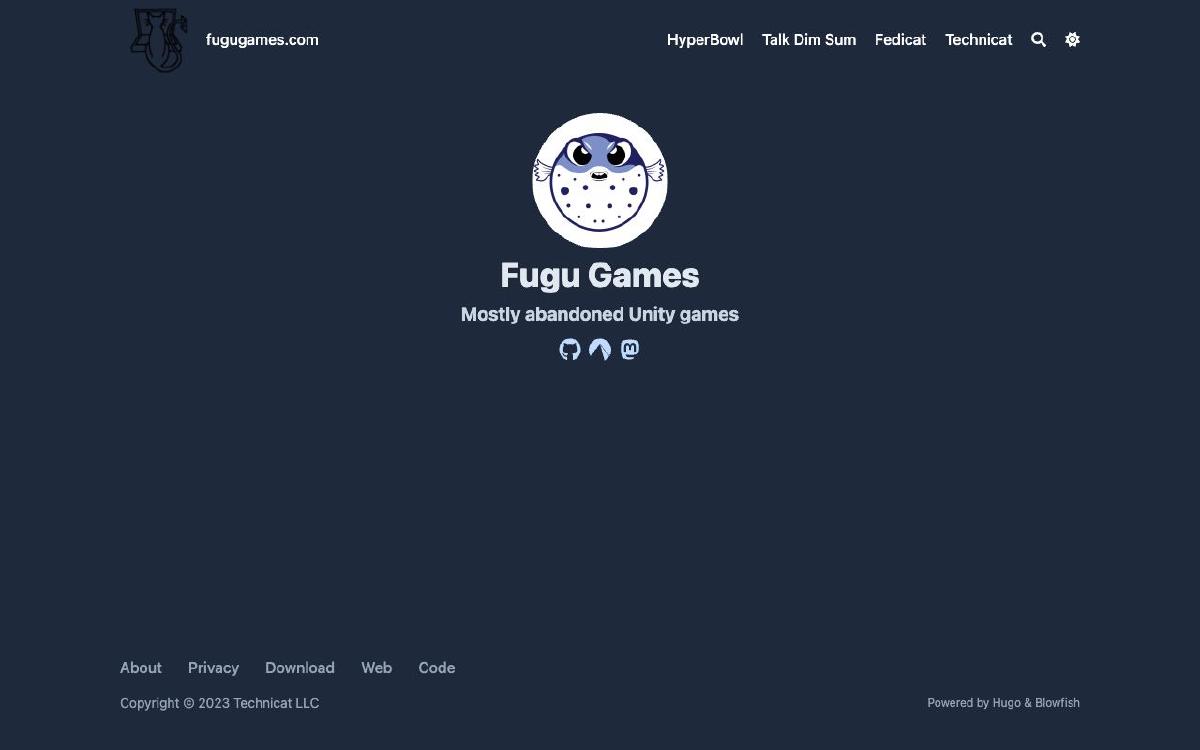 fugugames.com HyperBowl Talk Dim Sum Fedicat Technicat
Fugu Games
Mostly abandoned Unity games
About Privacy Download Web Code
Copyright © 2023 Technicat LLC Powered by Hugo & Blowfish